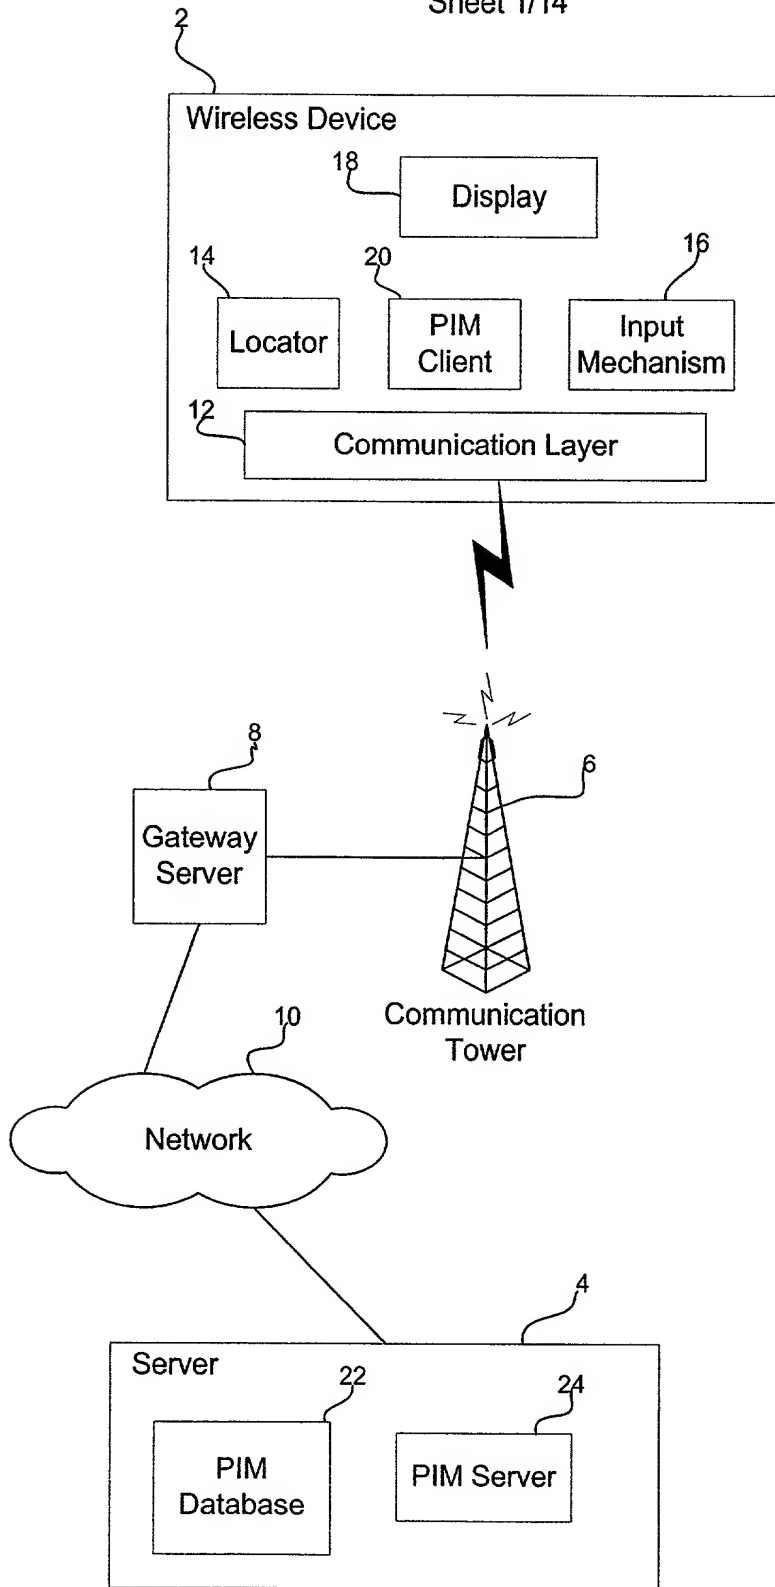 Sheet 1/14
2
Wireless Device
18
Display
14
20
16
Locator
PIM
Client
Input
Mechanism
12
Communication Layer
8
6
Gateway
Server
Communication
Tower
10
Network
4
Server
22
24
PIM
Database
PIM Server